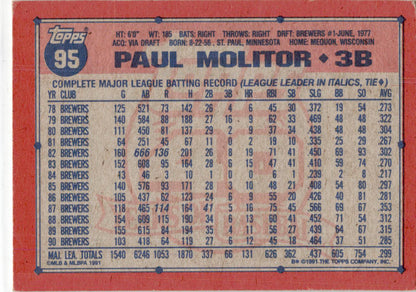 Topps
95
HT: 6'0" WT: 185 BATS: RIGHT THROWS: RIGHT DRFT: BREWERS #1-JUNE, 1977
ACQ: VIA DRAFT BORN: 8-22-56, ST. PAUL, MINNESOTA HOME: MEQUON, WISCONSIN
PAUL MOLITOR ♦ 3B
COMPLETE MAJOR LEAGUE BATTING RECORD (LEAGUE LEADER IN ITALICS, TIE♦)
YR CLUB G AB R H 2B 3B HR RBI SB SLG BB SO AVG
78 BREWERS 125 521 73 142 26 4 6 45 30 .372 19 54 .273
79 BREWERS 140 584 88 188 27 16 9 62 33 .469 48 48 .322
80 BREWERS 111 450 81 137 29 2 9 37 34 .438 48 48 .304
81 BREWERS 64 251 45 67 11 0 2 19 10 .335 25 29 .267
82 BREWERS 160 666 136 201 26 8 19 71 41 .450 69 93 .302
83 BREWERS 152 608 95 164 28 6 15 47 41 .410 59 74 .270
84 BREWERS 13 46 3 10 1 0 0 6 1 .239 2 8 .217
85 BREWERS 140 576 93 171 28 3 10 48 21 .408 54 80 .297
86 BREWERS 105 437 62 123 24 6 9 55 20 .426 40 81 .281
87 BREWERS 118 465 114 164 41 5 16 75 45 .566 69 67 .353
88 BREWERS 154 609 115 190 34 6 13 60 41 .452 71 54 .312
89 BREWERS 155 615 84 194 35 4 11 56 27 .439 64 67 .315
90 BREWERS 103 418 64 119 27 6 12 45 18 .464 37 51 .285
MAJ. LEA. TOTALS 1540 6246 1053 1870 337 66 131 626 362 .435 605 754 .299
©MLB & MLBPA 1991
B* ©1991 THE TOPPS COMPANY, INC.